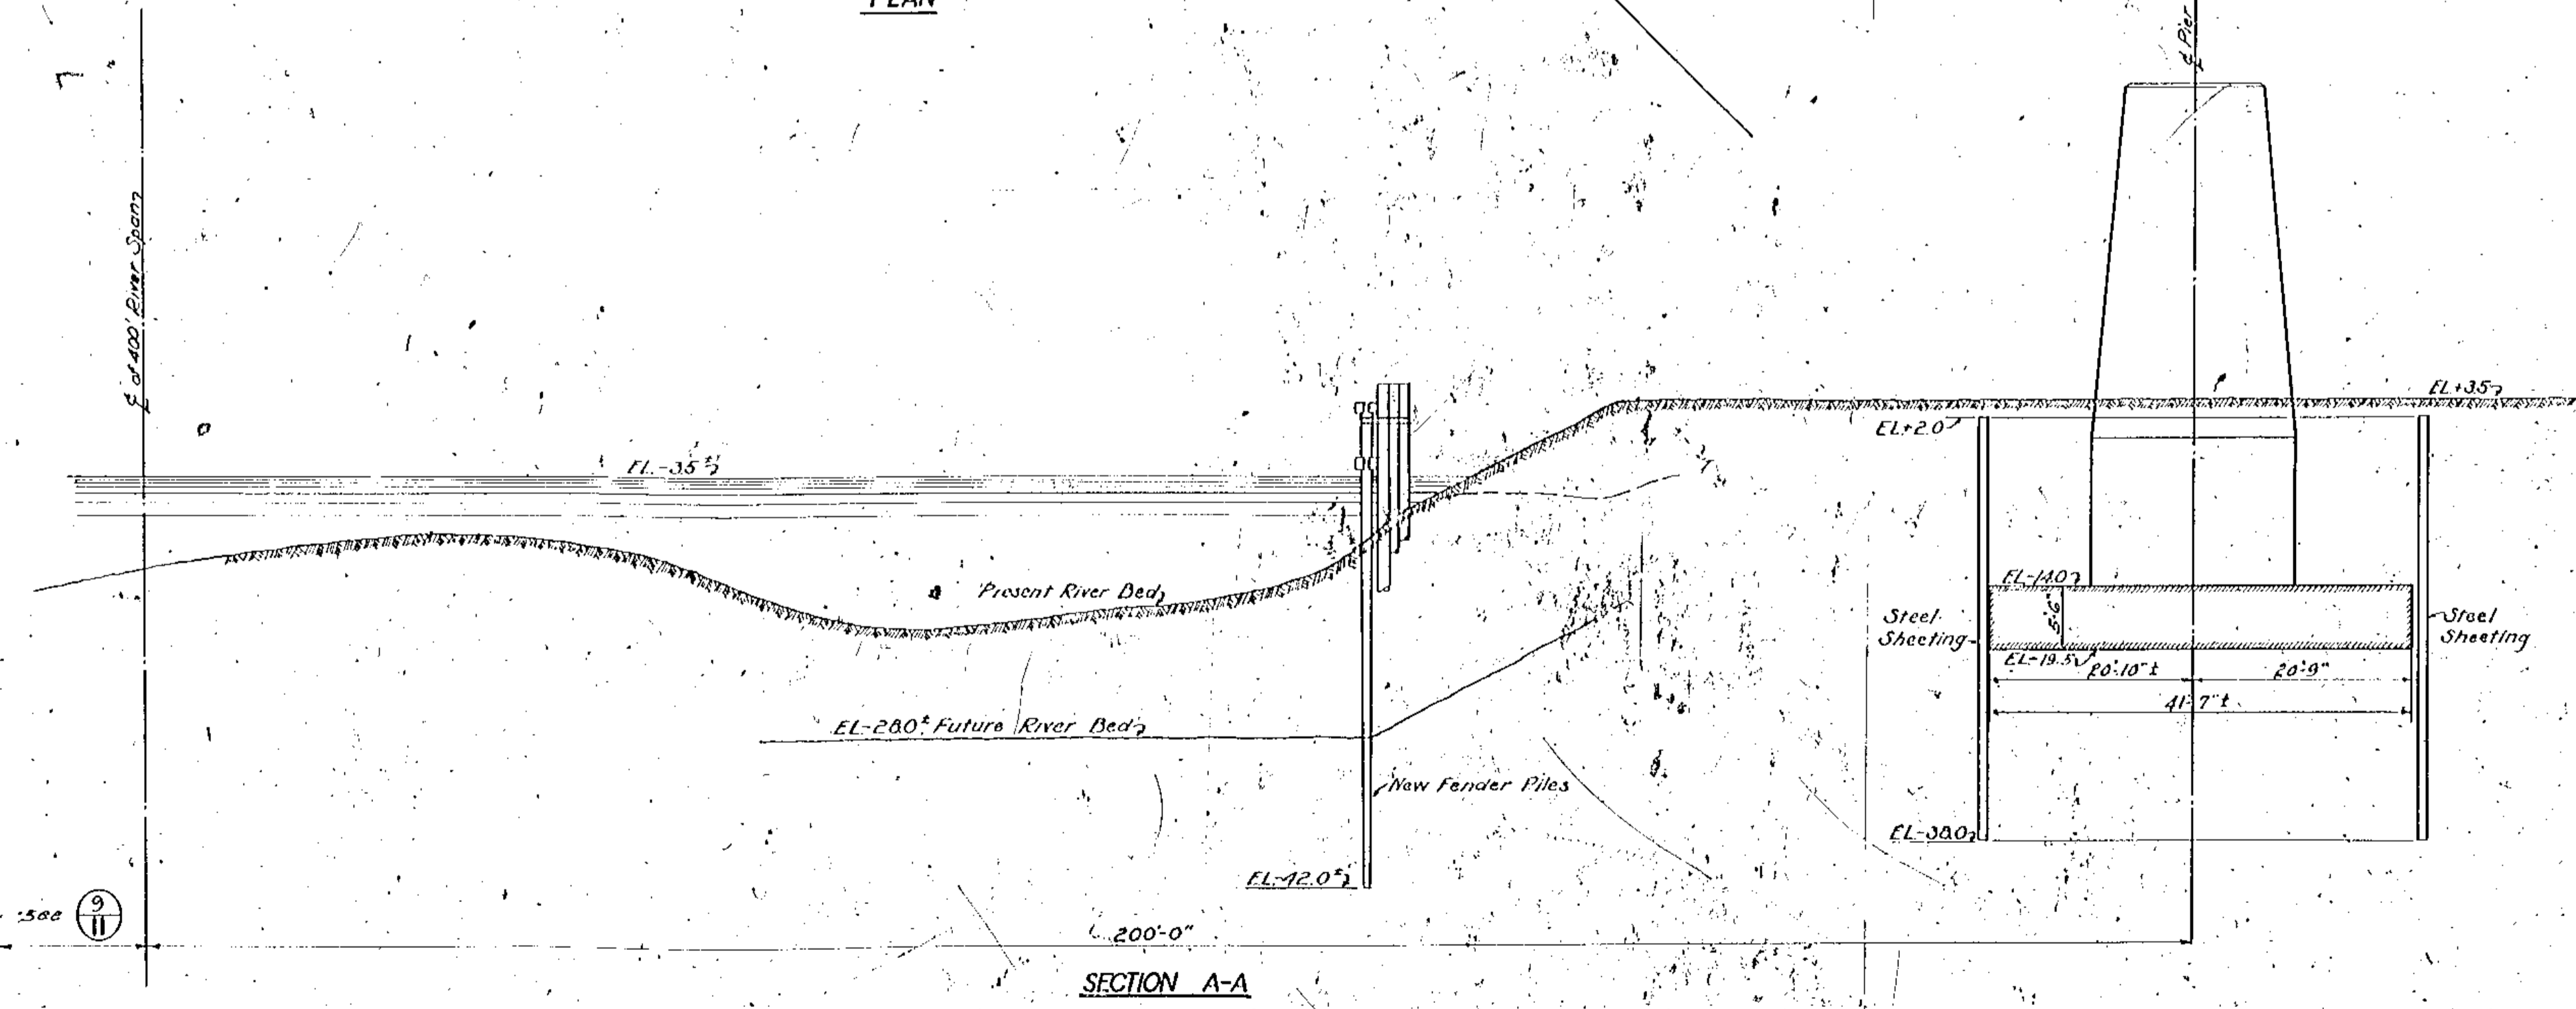 PLAN
℄ Pier
℄ of 400' River Span
EL+3.5
EL+2.0
EL.-3.5±
Present River Bed
EL-14.0
5'-6"
Steel
Sheeting
Steel
Sheeting
EL-19.5
20'-10"±
20'-9"
41'-7"±
EL-28.0± Future River Bed
New Fender Piles
EL-38.0
EL-42.0±
see
9
11
200'-0"
SECTION A-A